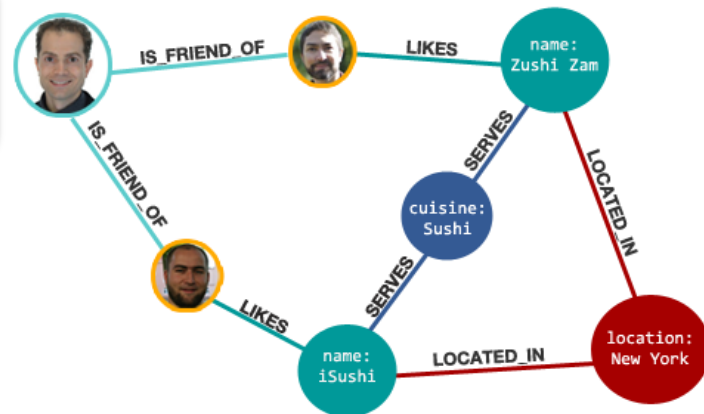 IS_FRIEND_OF
LIKES
name:
Zushi Zam
IS_FRIEND_OF
SERVES
LOCATED_IN
cuisine:
Sushi
SERVES
LIKES
name:
iSushi
LOCATED_IN
location:
New York